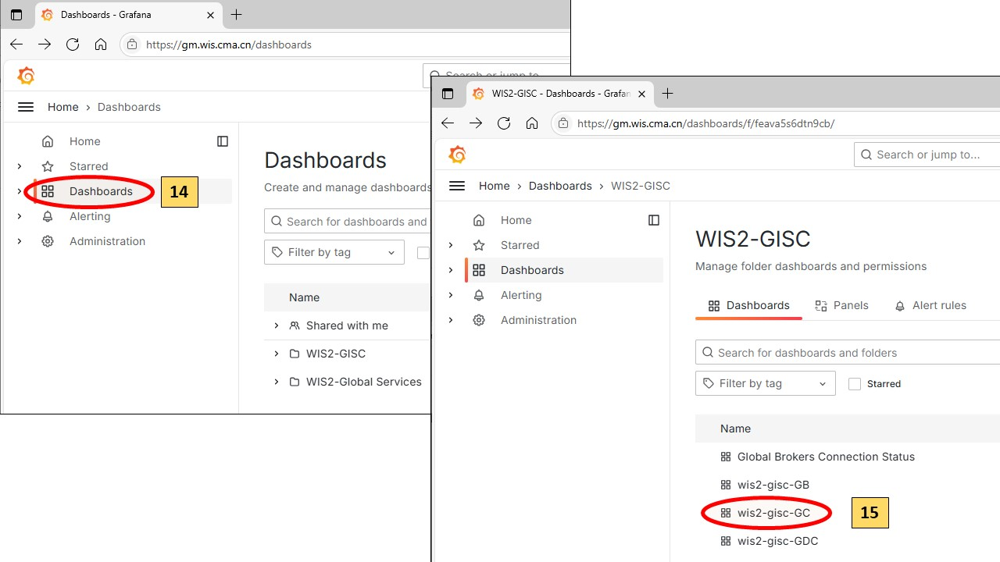 Dashboards - Grafana
https://gm.wis.cma.cn/dashboards
Search or jump to
Home › Dashboards
Home
Starred
Dashboards
14
Alerting
Administration
Dashboards
Create and manage dashboards
Search for dashboards and
Filter by tag
Name
Shared with me
WIS2-GISC
WIS2-Global Services
WIS2-GISC - Dashboards - Grafan
https://gm.wis.cma.cn/dashboards/f/feava5s6dtn9cb/
Search or jump to...
Home › Dashboards › WIS2-GISC
Home
Starred
Dashboards
Alerting
Administration
WIS2-GISC
Manage folder dashboards and permissions
Dashboards Panels Alert rules
Search for dashboards and folders
Filter by tag Starred
Name
Global Brokers Connection Status
wis2-gisc-GB
wis2-gisc-GC
15
wis2-gisc-GDC